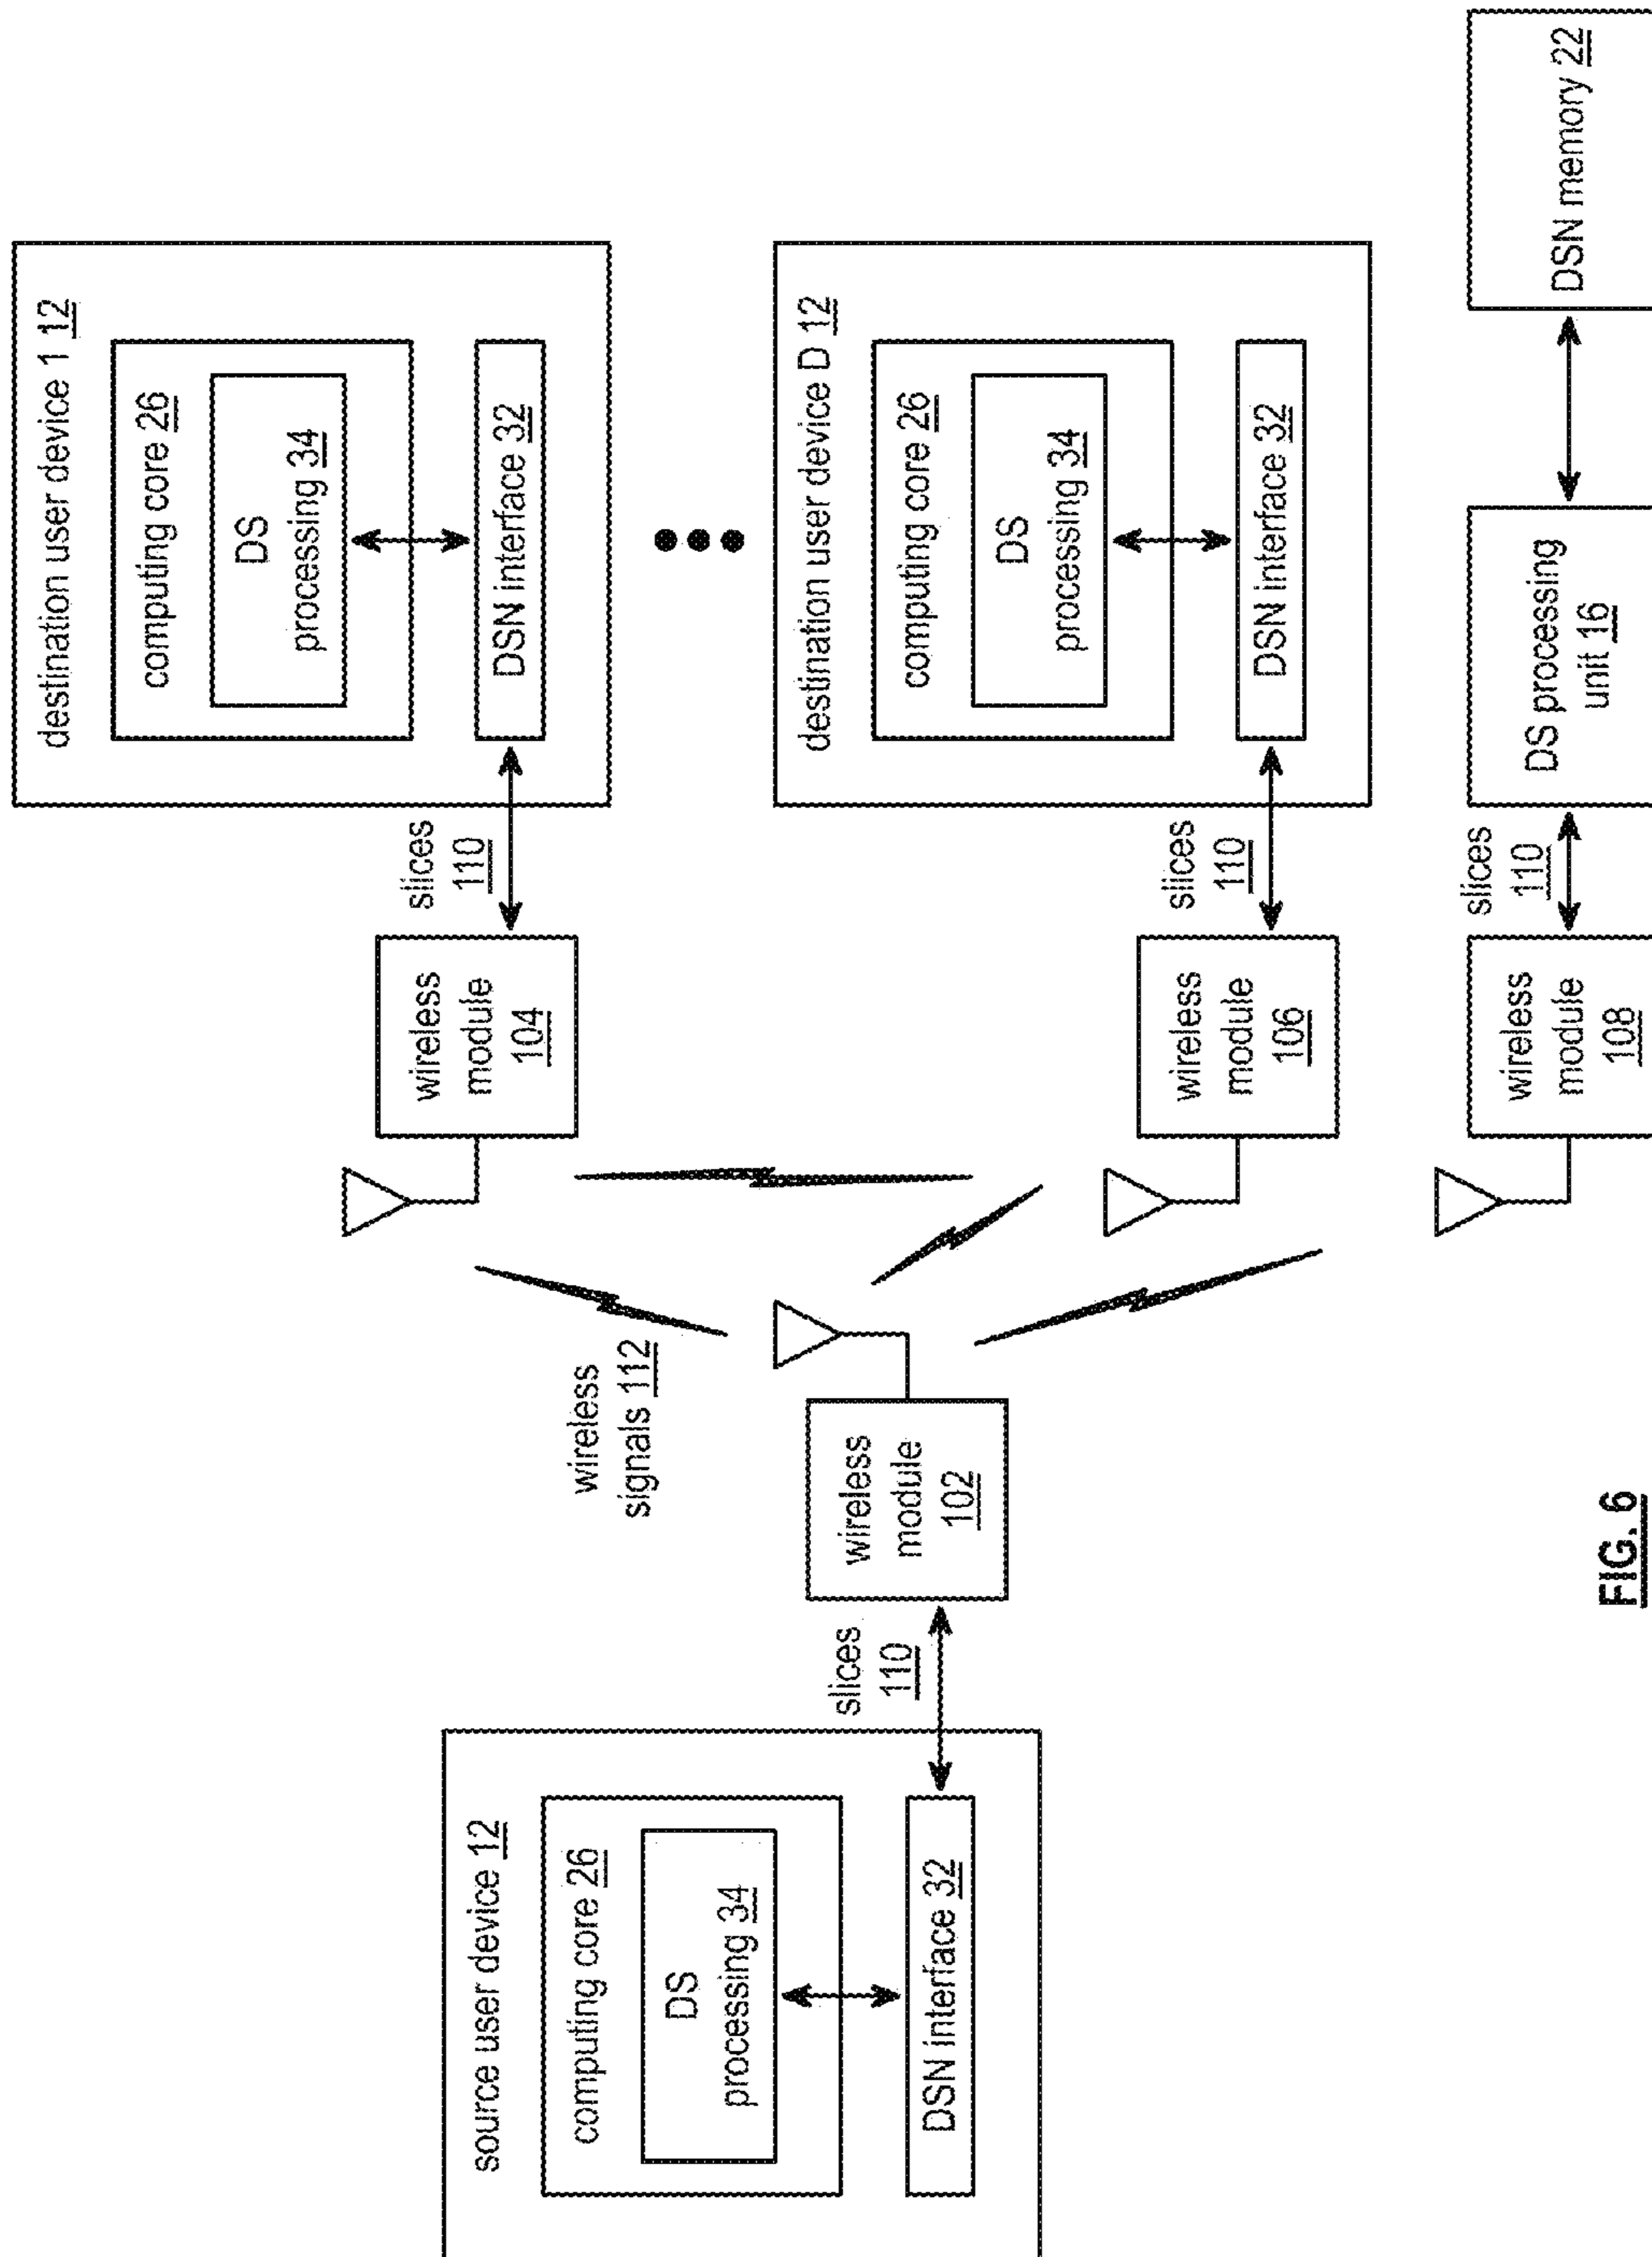 source user device 12
computing core 26
DS
processing 34
DSN interface 32
slices
110
wireless
module
102
wireless
signals 112
wireless
module
104
slices
110
destination user device 1 12
computing core 26
DS
processing 34
DSN interface 32
wireless
module
106
slices
110
destination user device D 12
computing core 26
DS
processing 34
DSN interface 32
wireless
module
108
slices
110
DS processing
unit 16
DSN memory 22
FIG. 6